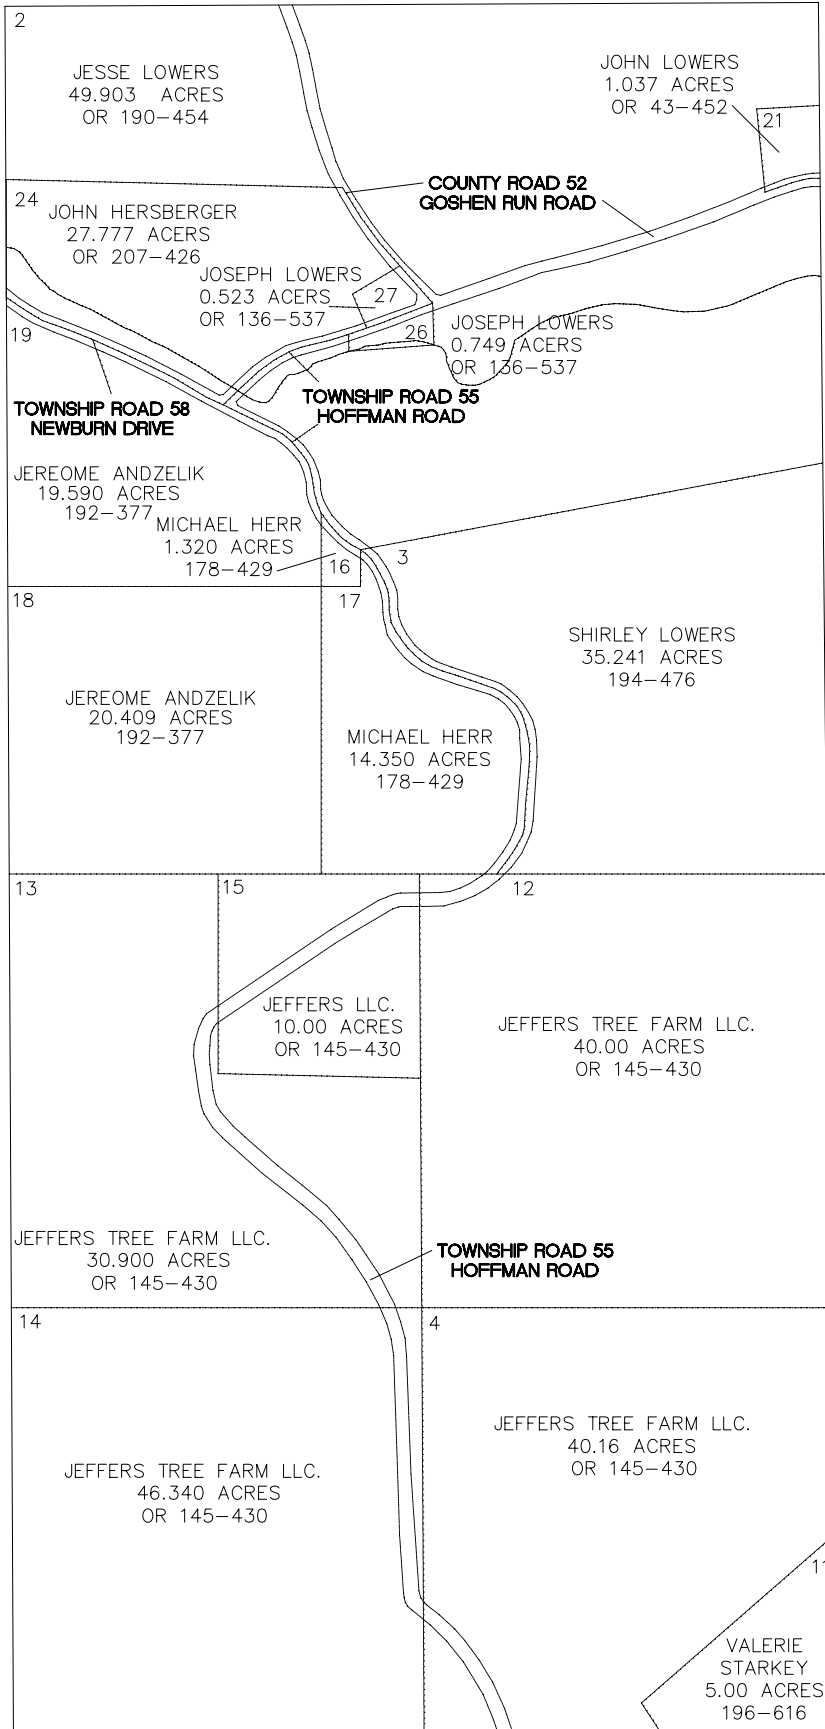 2
JESSE LOWERS
49.903 ACRES
OR 190-454
JOHN LOWERS
1.037 ACRES
OR 43-452
21
COUNTY ROAD 52
GOSHEN RUN ROAD
24
JOHN HERSBERGER
27.777 ACERS
OR 207-426
JOSEPH LOWERS
0.523 ACERS
OR 136-537
27
26
JOSEPH LOWERS
0.749 ACERS
OR 136-537
19
TOWNSHIP ROAD 58
NEWBURN DRIVE
TOWNSHIP ROAD 55
HOFFMAN ROAD
JEREOME ANDZELIK
19.590 ACRES
192-377
MICHAEL HERR
1.320 ACRES
178-429
16
3
18
17
SHIRLEY LOWERS
35.241 ACRES
194-476
JEREOME ANDZELIK
20.409 ACRES
192-377
MICHAEL HERR
14.350 ACRES
178-429
13
15
12
JEFFERS LLC.
10.00 ACRES
OR 145-430
JEFFERS TREE FARM LLC.
40.00 ACRES
OR 145-430
JEFFERS TREE FARM LLC.
30.900 ACRES
OR 145-430
TOWNSHIP ROAD 55
HOFFMAN ROAD
14
4
JEFFERS TREE FARM LLC.
40.16 ACRES
OR 145-430
JEFFERS TREE FARM LLC.
46.340 ACRES
OR 145-430
11
VALERIE
STARKEY
5.00 ACRES
196-616